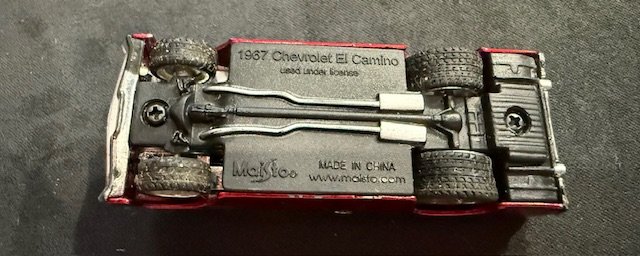 1967 Chevrolet El Camino
used under license
Maisto®
MADE IN CHINA
www.maisto.com